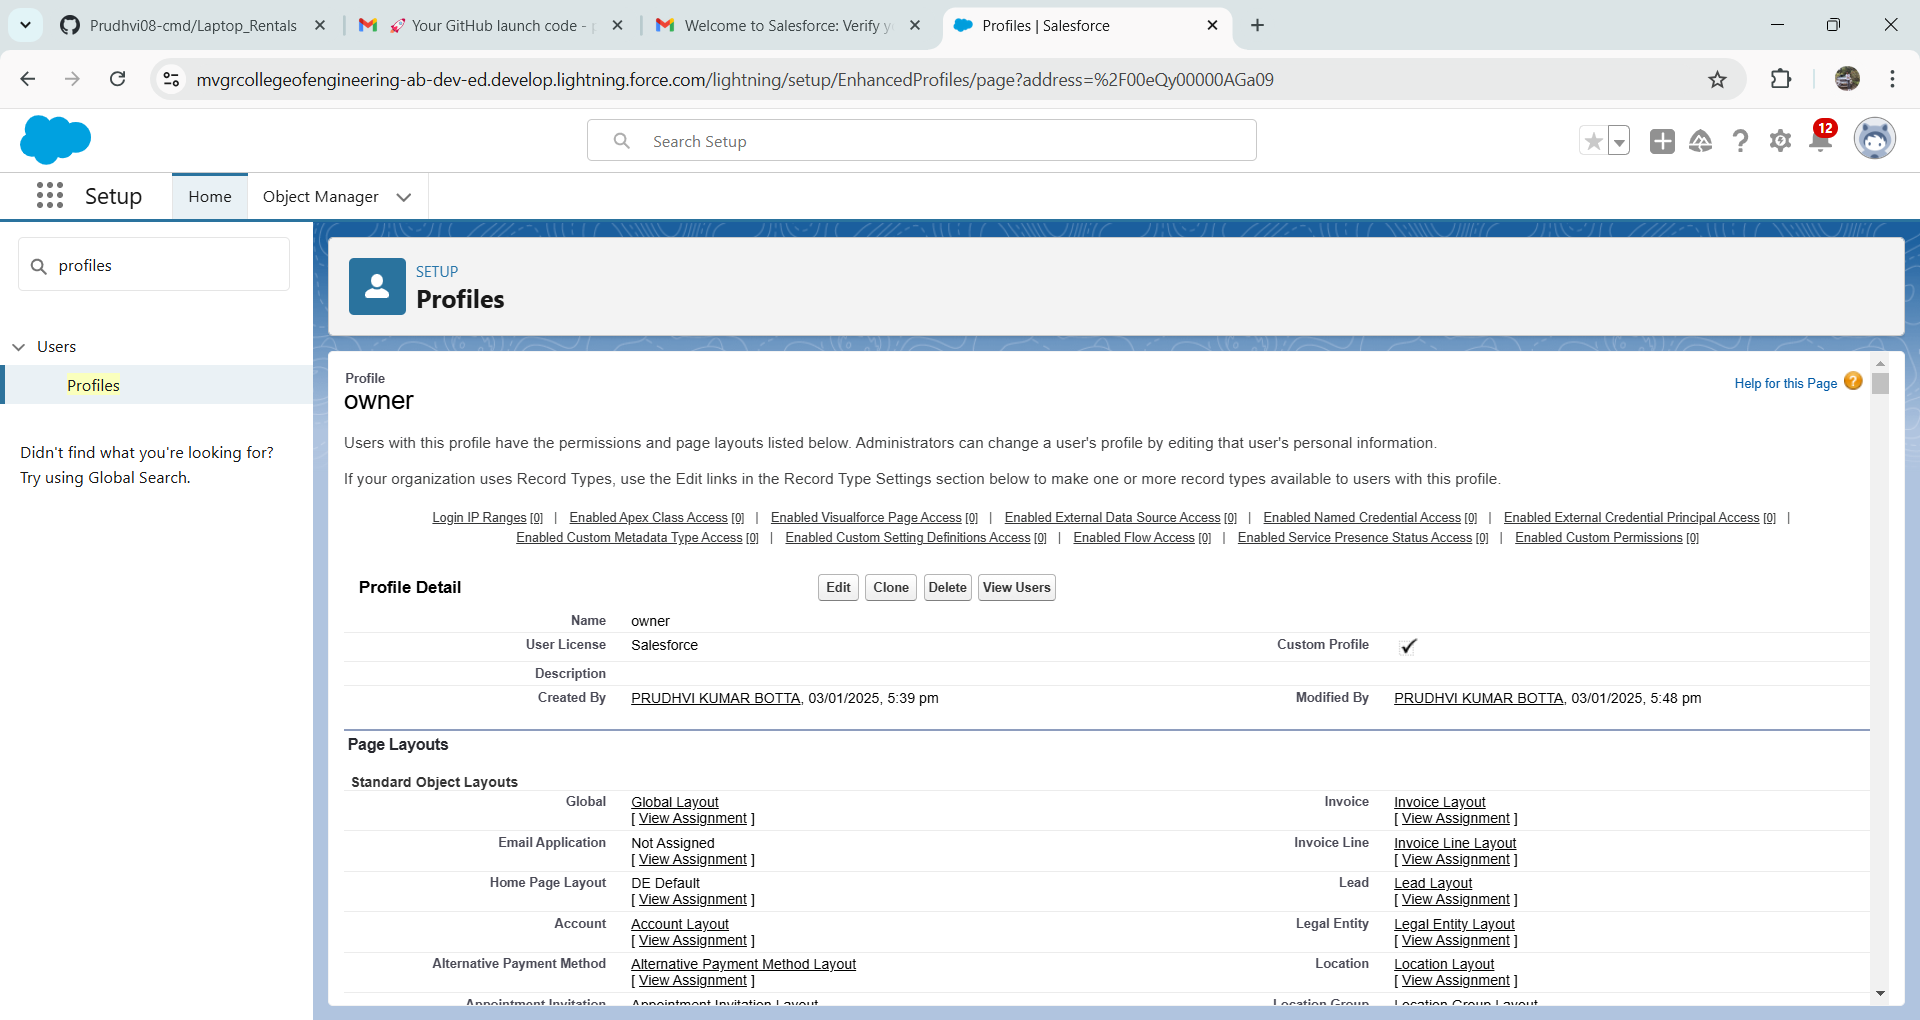 Prudhvi08-cmd/Laptop_Rentals
🚀 Your GitHub launch code - p
Welcome to Salesforce: Verify y
Profiles | Salesforce
mvgrcollegeofengineering-ab-dev-ed.develop.lightning.force.com/lightning/setup/EnhancedProfiles/page?address=%2F00eQy00000AGa09
Search Setup
12
Setup
Home
Object Manager
profiles
Users
Profiles
Didn't find what you're looking for?
Try using Global Search.
SETUP
Profiles
Profile
owner
Help for this Page
Users with this profile have the permissions and page layouts listed below. Administrators can change a user's profile by editing that user's personal information.
If your organization uses Record Types, use the Edit links in the Record Type Settings section below to make one or more record types available to users with this profile.
Login IP Ranges [0] | Enabled Apex Class Access [0] | Enabled Visualforce Page Access [0] | Enabled External Data Source Access [0] | Enabled Named Credential Access [0] | Enabled External Credential Principal Access [0] |
Enabled Custom Metadata Type Access [0] | Enabled Custom Setting Definitions Access [0] | Enabled Flow Access [0] | Enabled Service Presence Status Access [0] | Enabled Custom Permissions [0]
Profile Detail Edit Clone Delete View Users
Name owner
User License Salesforce Custom Profile ✓
Description
Created By PRUDHVI KUMAR BOTTA, 03/01/2025, 5:39 pm Modified By PRUDHVI KUMAR BOTTA, 03/01/2025, 5:48 pm
Page Layouts
Standard Object Layouts
Global Global Layout Invoice Invoice Layout
[ View Assignment ] [ View Assignment ]
Email Application Not Assigned Invoice Line Invoice Line Layout
[ View Assignment ] [ View Assignment ]
Home Page Layout DE Default Lead Lead Layout
[ View Assignment ] [ View Assignment ]
Account Account Layout Legal Entity Legal Entity Layout
[ View Assignment ] [ View Assignment ]
Alternative Payment Method Alternative Payment Method Layout Location Location Layout
[ View Assignment ] [ View Assignment ]
Appointment Invitation Appointment Invitation Layout Location Group Location Group Layout